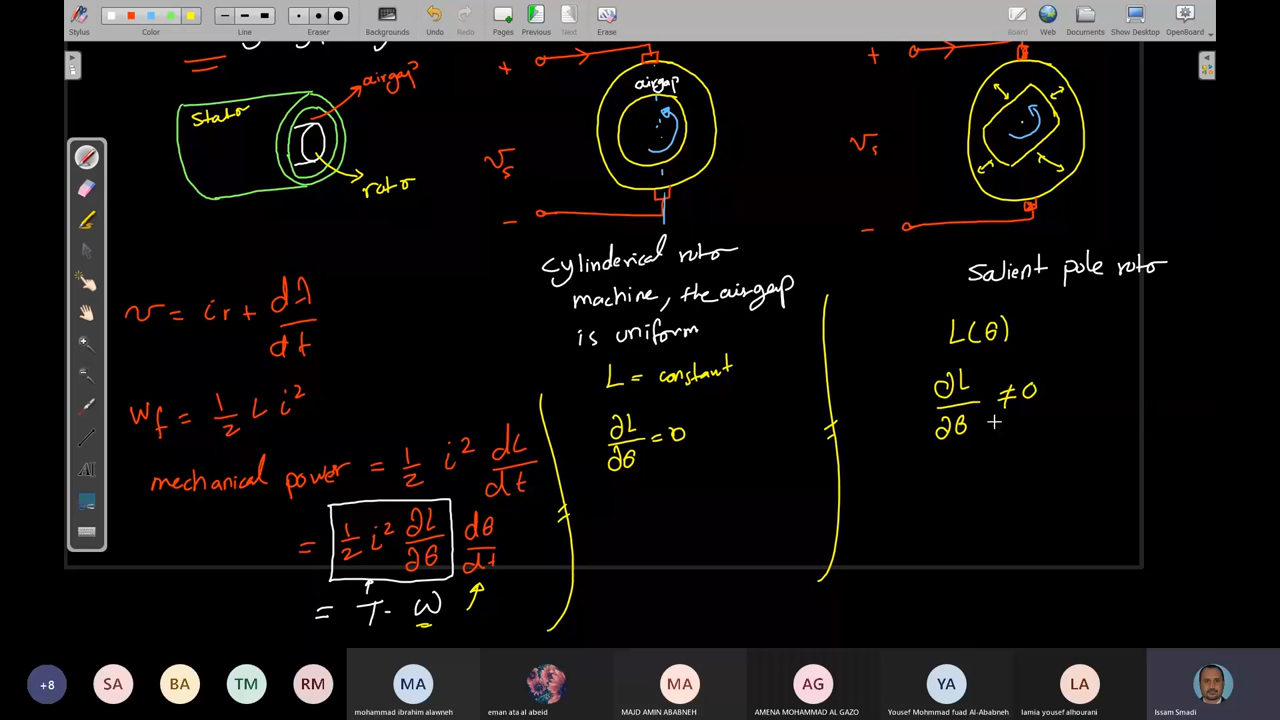 Stylus
Color
Line
Eraser
Backgrounds
Undo
Redo
Pages
Previous
Next
Erase
Board
Web
Documents
Show Desktop
OpenBoard
airgap
Stator
rotor
+
vs
-
airgap
+
vs
-
cylinderical rotor
machine, the airgap
is uniform
L = constant
∂L/∂θ = 0
salient pole rotor
L(θ)
∂L/∂θ ≠ 0
v = ir + dλ/dt
Wf = 1/2 L i²
mechanical power = 1/2 i² dL/dt
= 1/2 i² ∂L/∂θ dθ/dt
= T · ω
+8
SA
BA
TM
RM
MA
mohammad ibrahim alawneh
eman ata al abeid
MA
MAJD AMIN ABABNEH
AG
AMENA MOHAMMAD AL GAZO
YA
Yousef Mohmmad fuad Al-Ababneh
LA
lamia yousef alhourani
Issam Smadi